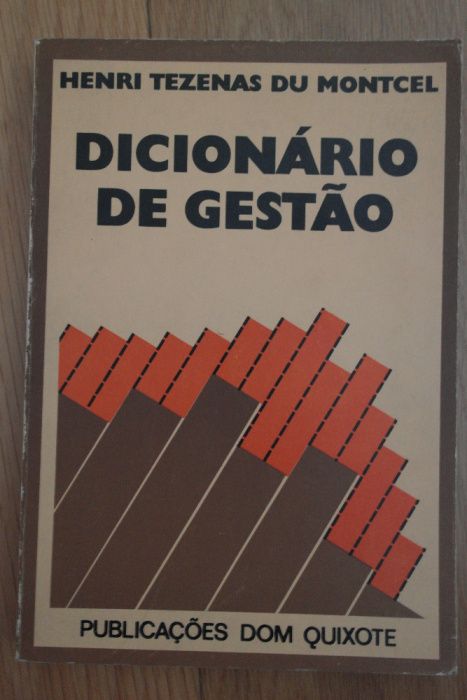 HENRI TEZENAS DU MONTCEL
DICIONÁRIO
DE GESTÃO
PUBLICAÇÕES DOM QUIXOTE